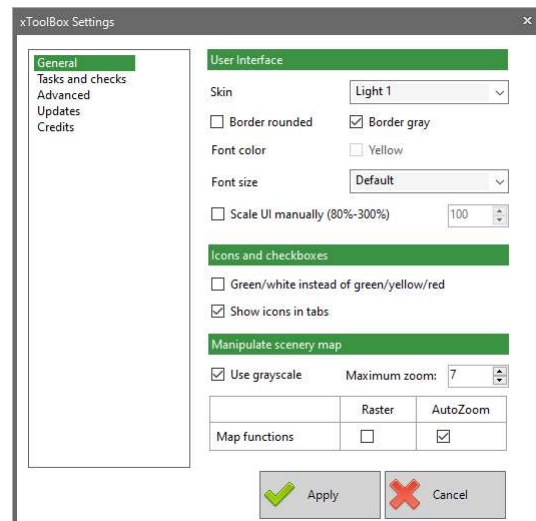 xToolBox Settings
General
Tasks and checks
Advanced
Updates
Credits
User Interface
Skin Light 1
Border rounded Border gray
Font color Yellow
Font size Default
Scale UI manually (80%-300%) 100
Icons and checkboxes
Green/white instead of green/yellow/red
Show icons in tabs
Manipulate scenery map
Use grayscale Maximum zoom: 7
Raster AutoZoom
Map functions
Apply Cancel